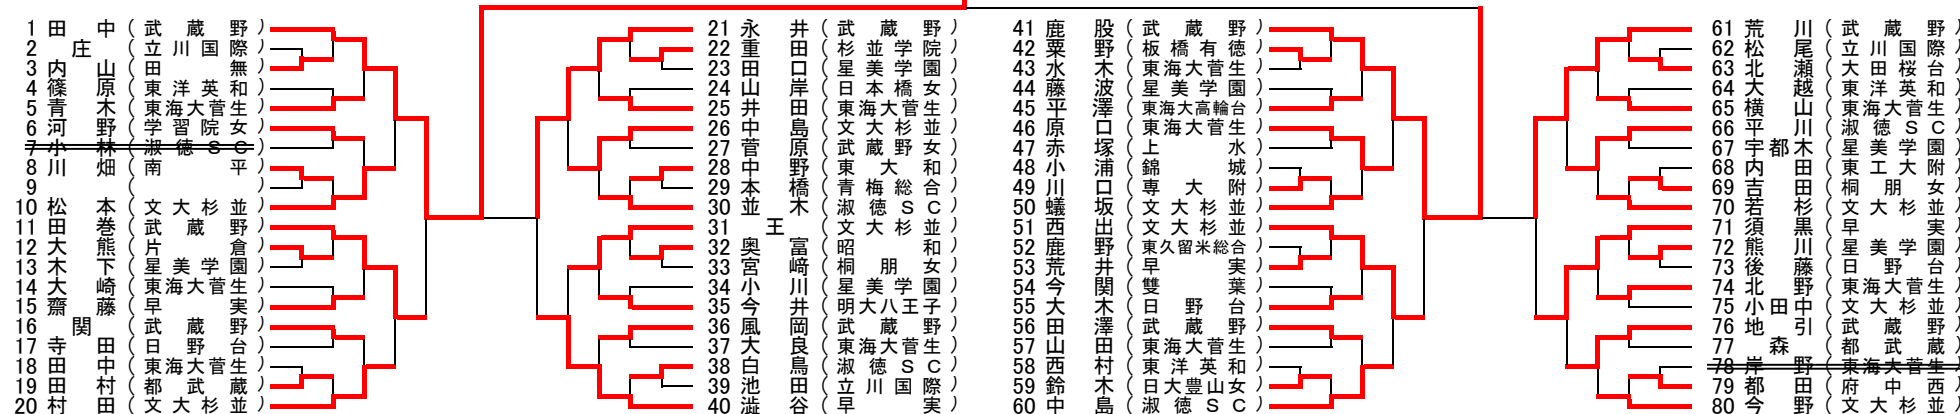 1 田中 (武蔵野)
2 庄 (立川国際)
3 内山 (田無)
4 篠原 (東洋英和)
5 青木 (東海大菅生)
6 河野 (学習院女)
7 小林 (淑徳SC)
8 川畑 (南平)
9 ( )
10 松本 (文大杉並)
11 田巻 (武蔵野)
12 大熊 (片倉)
13 木下 (星美学園)
14 大崎 (東海大菅生)
15 齋藤 (早実)
16 関 (武蔵野)
17 寺田 (日野台)
18 田中 (東海大菅生)
19 田村 (都武蔵)
20 村田 (文大杉並)
21 永井 (武蔵野)
22 重田 (杉並学院)
23 田口 (星美学園)
24 山岸 (日本橋女)
25 井田 (東海大菅生)
26 中島 (文大杉並)
27 菅原 (武蔵野女)
28 中野 (東大和)
29 本橋 (青梅総合)
30 並木 (淑徳SC)
31 王 (文大杉並)
32 奥富 (昭和)
33 宮﨑 (桐朋女)
34 小川 (星美学園)
35 今井 (明大八王子)
36 風岡 (武蔵野)
37 大良 (東海大菅生)
38 白鳥 (淑徳SC)
39 池田 (立川国際)
40 澁谷 (早実)
41 鹿股 (武蔵野)
42 粟野 (板橋有徳)
43 水木 (東海大菅生)
44 藤波 (星美学園)
45 平澤 (東海大高輪台)
46 原口 (東海大菅生)
47 赤塚 (上水)
48 小浦 (錦城)
49 川口 (専大附)
50 蟻坂 (文大杉並)
51 西出 (文大杉並)
52 鹿野 (東久留米総合)
53 荒井 (早実)
54 今関 (雙葉)
55 大木 (日野台)
56 田澤 (武蔵野)
57 山田 (東海大菅生)
58 西村 (東洋英和)
59 鈴木 (日大豊山女)
60 中島 (淑徳SC)
61 荒川 (武蔵野)
62 松尾 (立川国際)
63 北瀬 (大田桜台)
64 大越 (東洋英和)
65 横山 (東海大菅生)
66 平川 (淑徳SC)
67 宇都木 (星美学園)
68 内田 (東工大附)
69 吉田 (桐朋女)
70 若杉 (文大杉並)
71 須黒 (早実)
72 熊川 (星美学園)
73 後藤 (日野台)
74 北野 (東海大菅生)
75 小田中 (文大杉並)
76 地引 (武蔵野)
77 森 (都武蔵)
78 岸野 (東海大菅生)
79 都田 (府中西)
80 今野 (文大杉並)